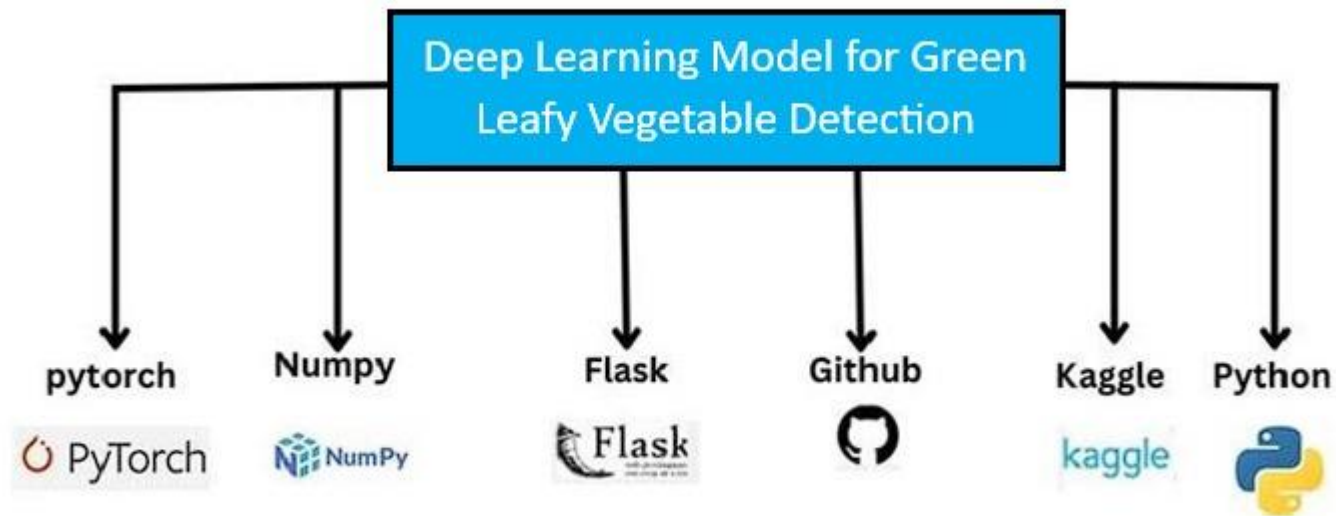 Deep Learning Model for Green
Leafy Vegetable Detection
pytorch
Numpy
Flask
Github
Kaggle
Python
PyTorch
NumPy
Flask
kaggle